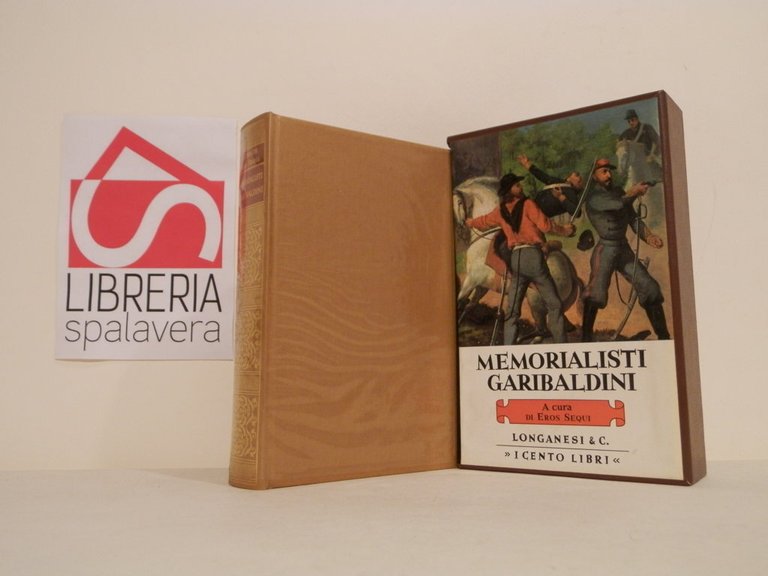 LIBRERIA
spalavera
MEMORIALISTI
GARIBALDINI
A cura
DI EROS SEQUI
LONGANESI & C.
» I CENTO LIBRI «